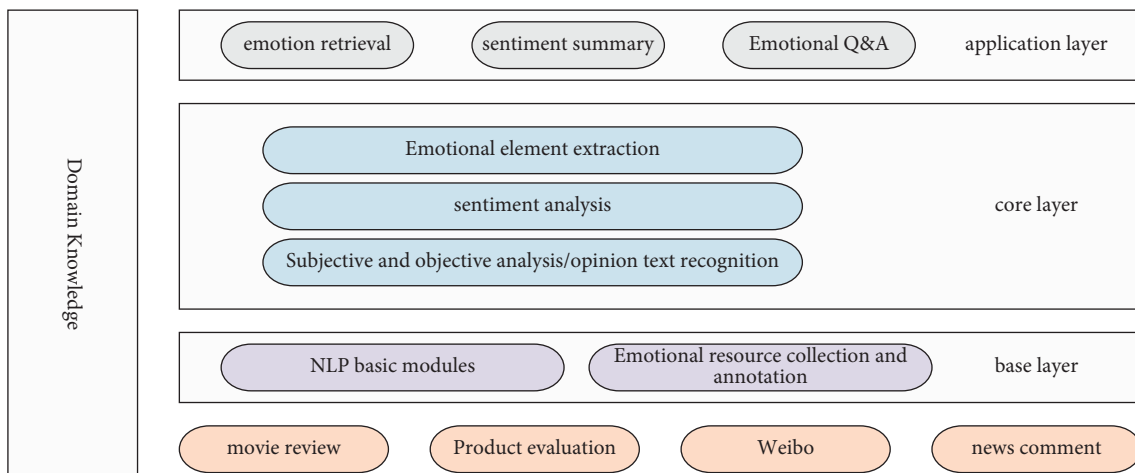 Domain Knowledge
emotion retrieval
sentiment summary
Emotional Q&A
application layer
Emotional element extraction
sentiment analysis
Subjective and objective analysis/opinion text recognition
core layer
NLP basic modules
Emotional resource collection and
annotation
base layer
movie review
Product evaluation
Weibo
news comment